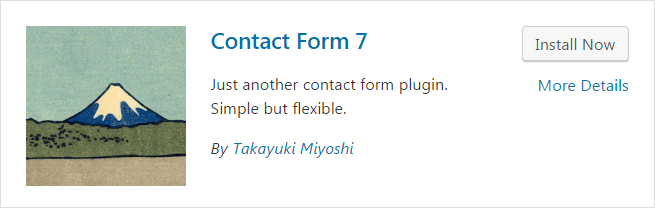 Contact Form 7
Install Now
Just another contact form plugin.
Simple but flexible.
More Details
By Takayuki Miyoshi